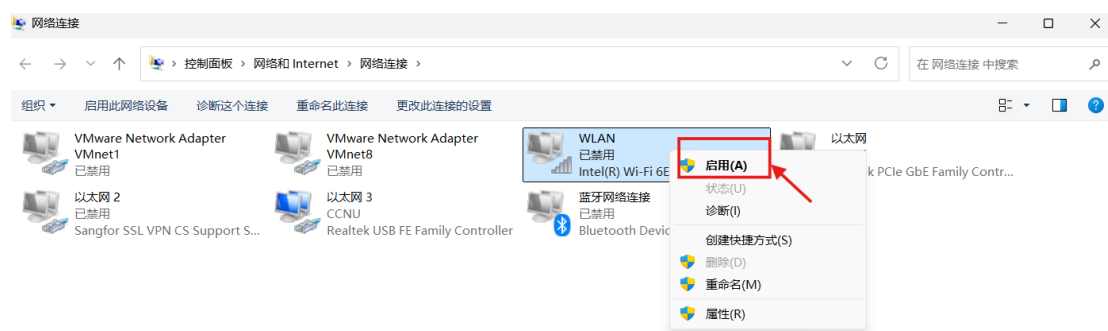 网络连接
控制面板 › 网络和 Internet › 网络连接 ›
在 网络连接 中搜索
组织 启用此网络设备 诊断这个连接 重命名此连接 更改此连接的设置
VMware Network Adapter
VMnet1
已禁用
VMware Network Adapter
VMnet8
已禁用
WLAN
已禁用
Intel(R) Wi-Fi 6E
以太网
k PCIe GbE Family Contr...
以太网 2
已禁用
Sangfor SSL VPN CS Support S...
以太网 3
CCNU
Realtek USB FE Family Controller
蓝牙网络连接
已禁用
Bluetooth Devic
启用(A)
状态(U)
诊断(I)
创建快捷方式(S)
删除(D)
重命名(M)
属性(R)